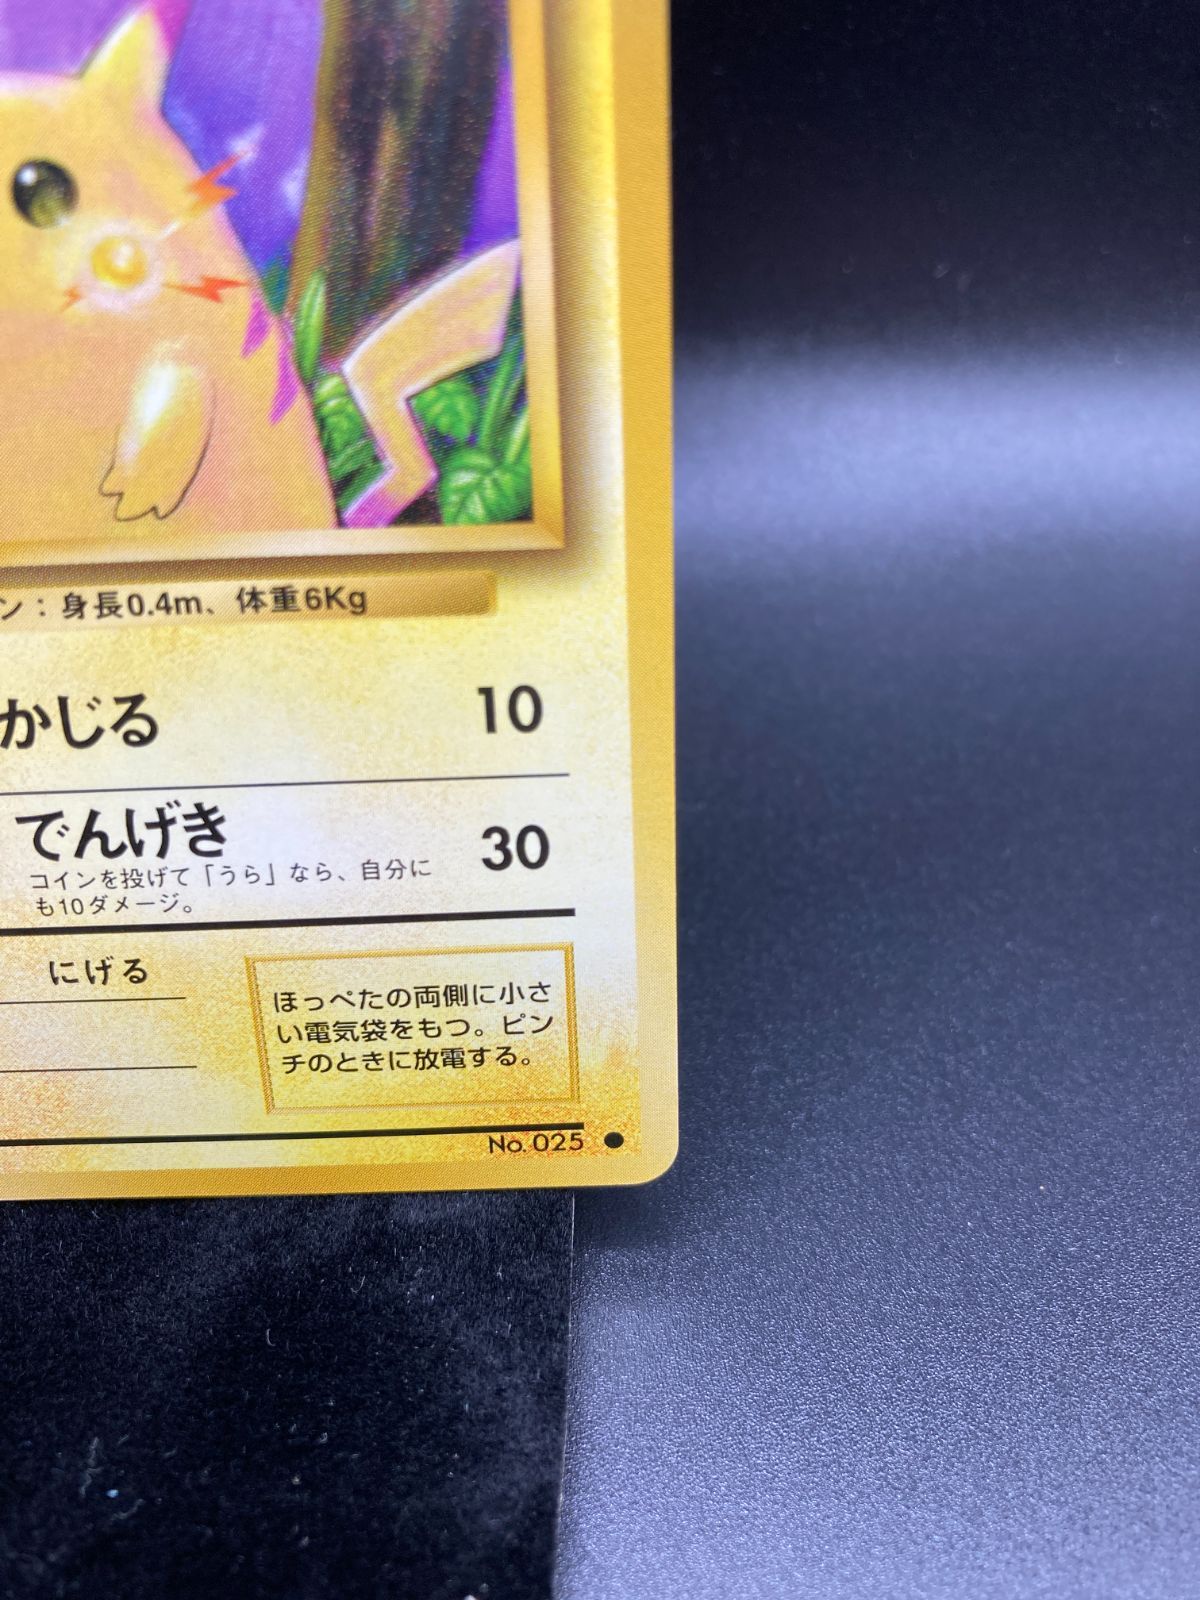 ン：身長0.4m、体重6Kg
かじる 10
でんげき 30
コインを投げて「うら」なら、自分に
も10ダメージ。
にげる
ほっぺたの両側に小さ
い電気袋をもつ。ピン
チのときに放電する。
No.025 ●